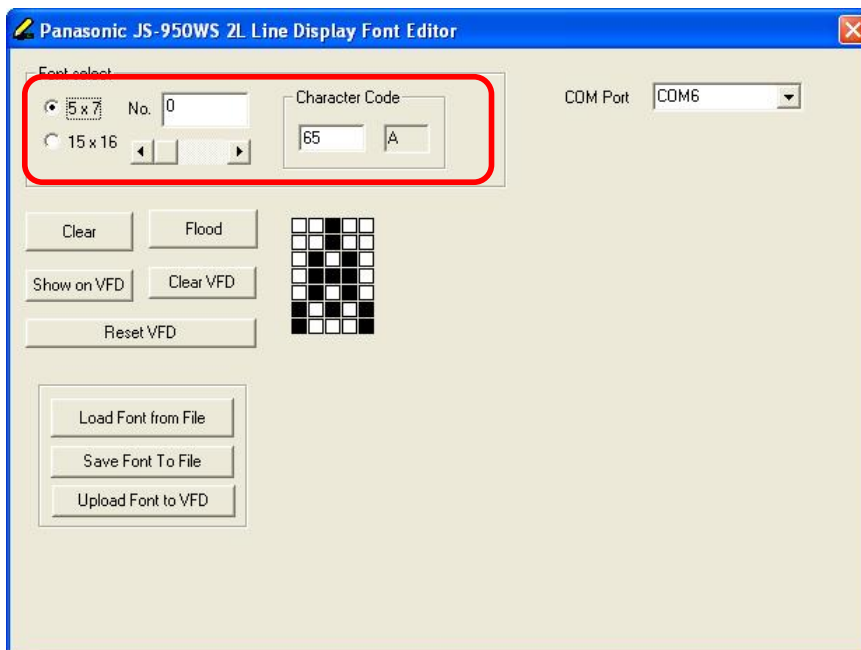 Panasonic JS-950WS 2L Line Display Font Editor
Font select
5 x 7 No. 0
15 x 16
Character Code
65 A
COM Port COM6
Clear Flood
Show on VFD Clear VFD
Reset VFD
Load Font from File
Save Font To File
Upload Font to VFD